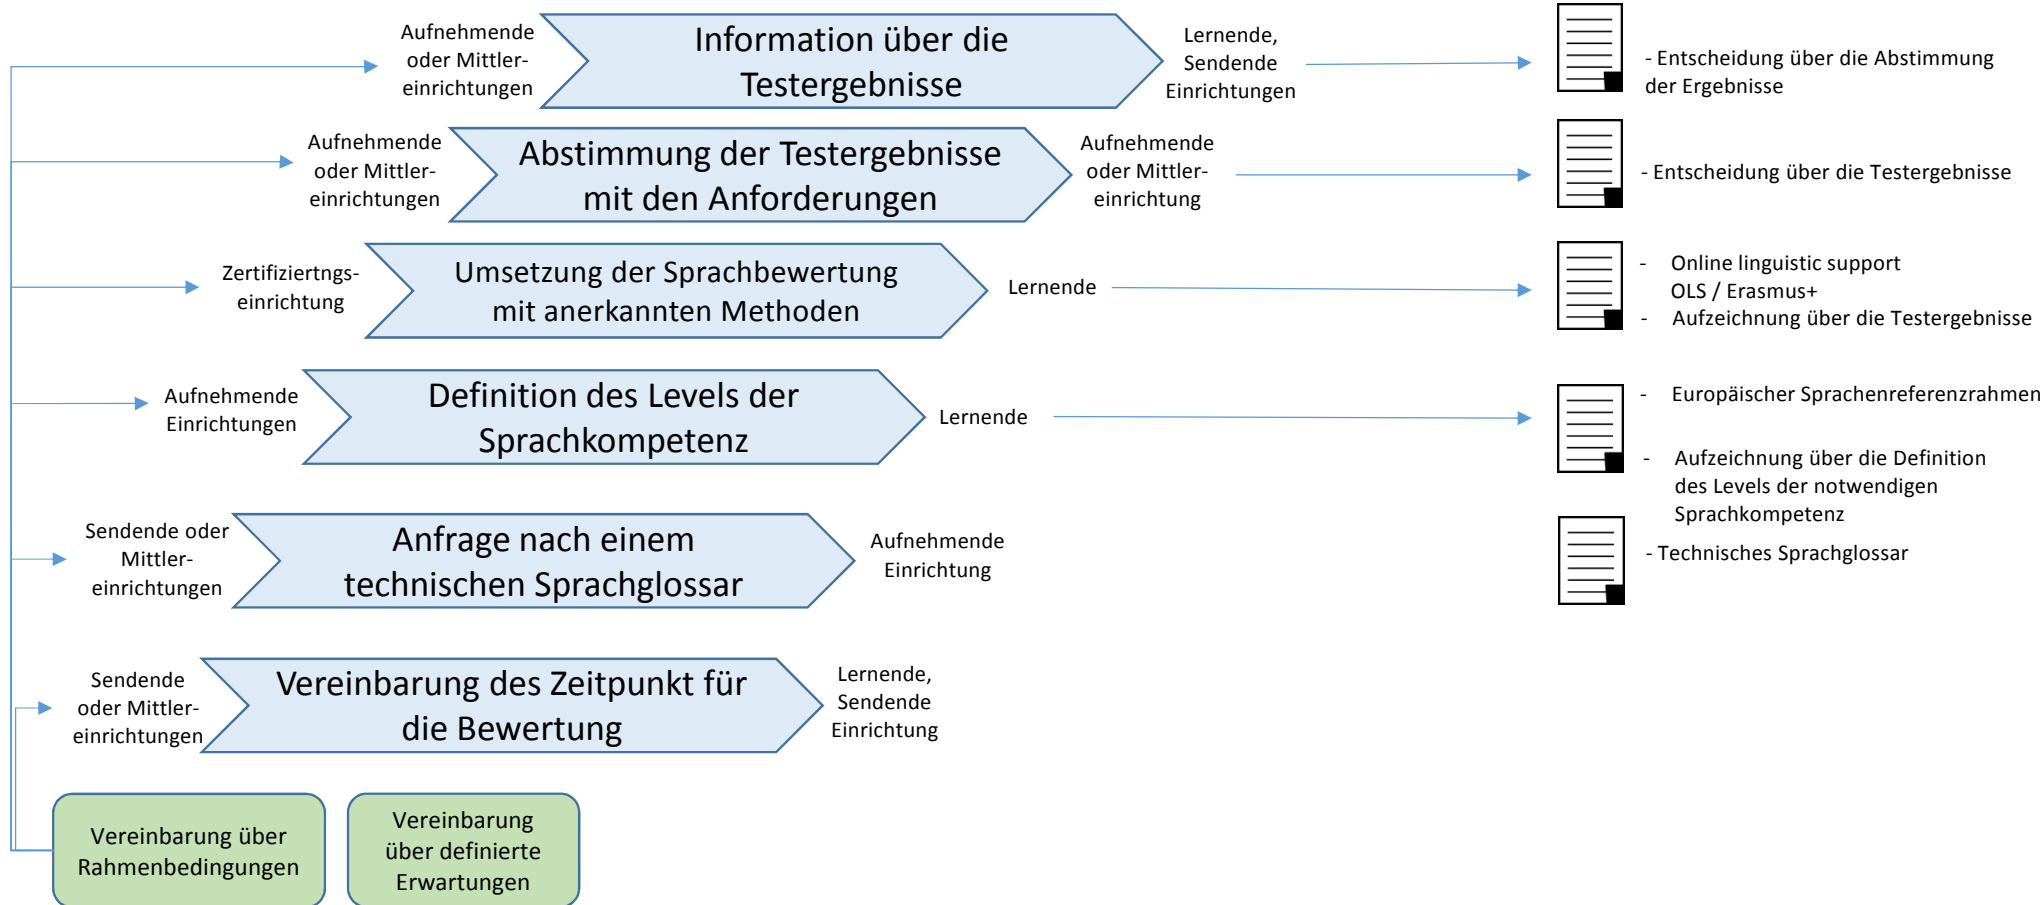 Aufnehmende
oder Mittler-
einrichtungen
Information über die
Testergebnisse
Lernende,
Sendende
Einrichtungen
- Entscheidung über die Abstimmung
der Ergebnisse
Aufnehmende
oder Mittler-
einrichtungen
Abstimmung der Testergebnisse
mit den Anforderungen
Aufnehmende
oder Mittler-
einrichtung
- Entscheidung über die Testergebnisse
Zertifiziertngs-
einrichtung
Umsetzung der Sprachbewertung
mit anerkannten Methoden
Lernende
- Online linguistic support
OLS / Erasmus+
- Aufzeichnung über die Testergebnisse
Aufnehmende
Einrichtungen
Definition des Levels der
Sprachkompetenz
Lernende
- Europäischer Sprachenreferenzrahmen
- Aufzeichnung über die Definition
des Levels der notwendigen
Sprachkompetenz
Sendende oder
Mittler-
einrichtungen
Anfrage nach einem
technischen Sprachglossar
Aufnehmende
Einrichtung
- Technisches Sprachglossar
Sendende
oder Mittler-
einrichtungen
Vereinbarung des Zeitpunkt für
die Bewertung
Lernende,
Sendende
Einrichtung
Vereinbarung über
Rahmenbedingungen
Vereinbarung
über definierte
Erwartungen